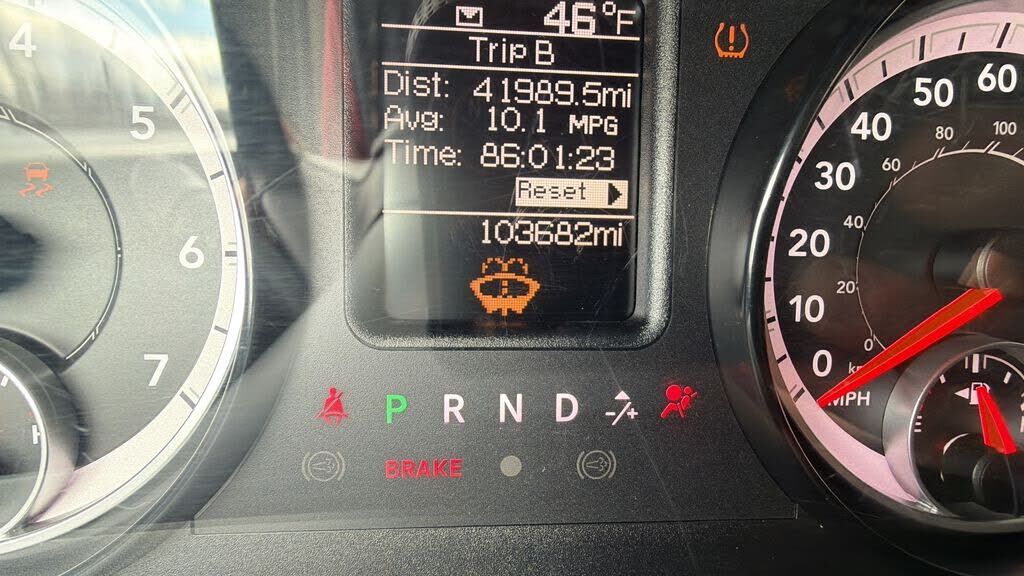 46°F
Trip B
Dist: 41989.5mi
Avg: 10.1 MPG
Time: 86:01:23
Reset
103682mi
4
5
6
7
H
P R N D -/+
BRAKE
60
50
40
30
20
10
0
MPH
100
80
60
40
20
0
E